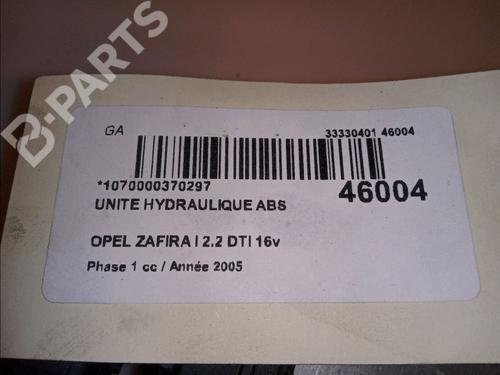 B-PARTS
GA
33330401 46004
*1070000370297
46004
UNITE HYDRAULIQUE ABS
OPEL ZAFIRA I 2.2 DTI 16v
Phase 1 cc / Année 2005